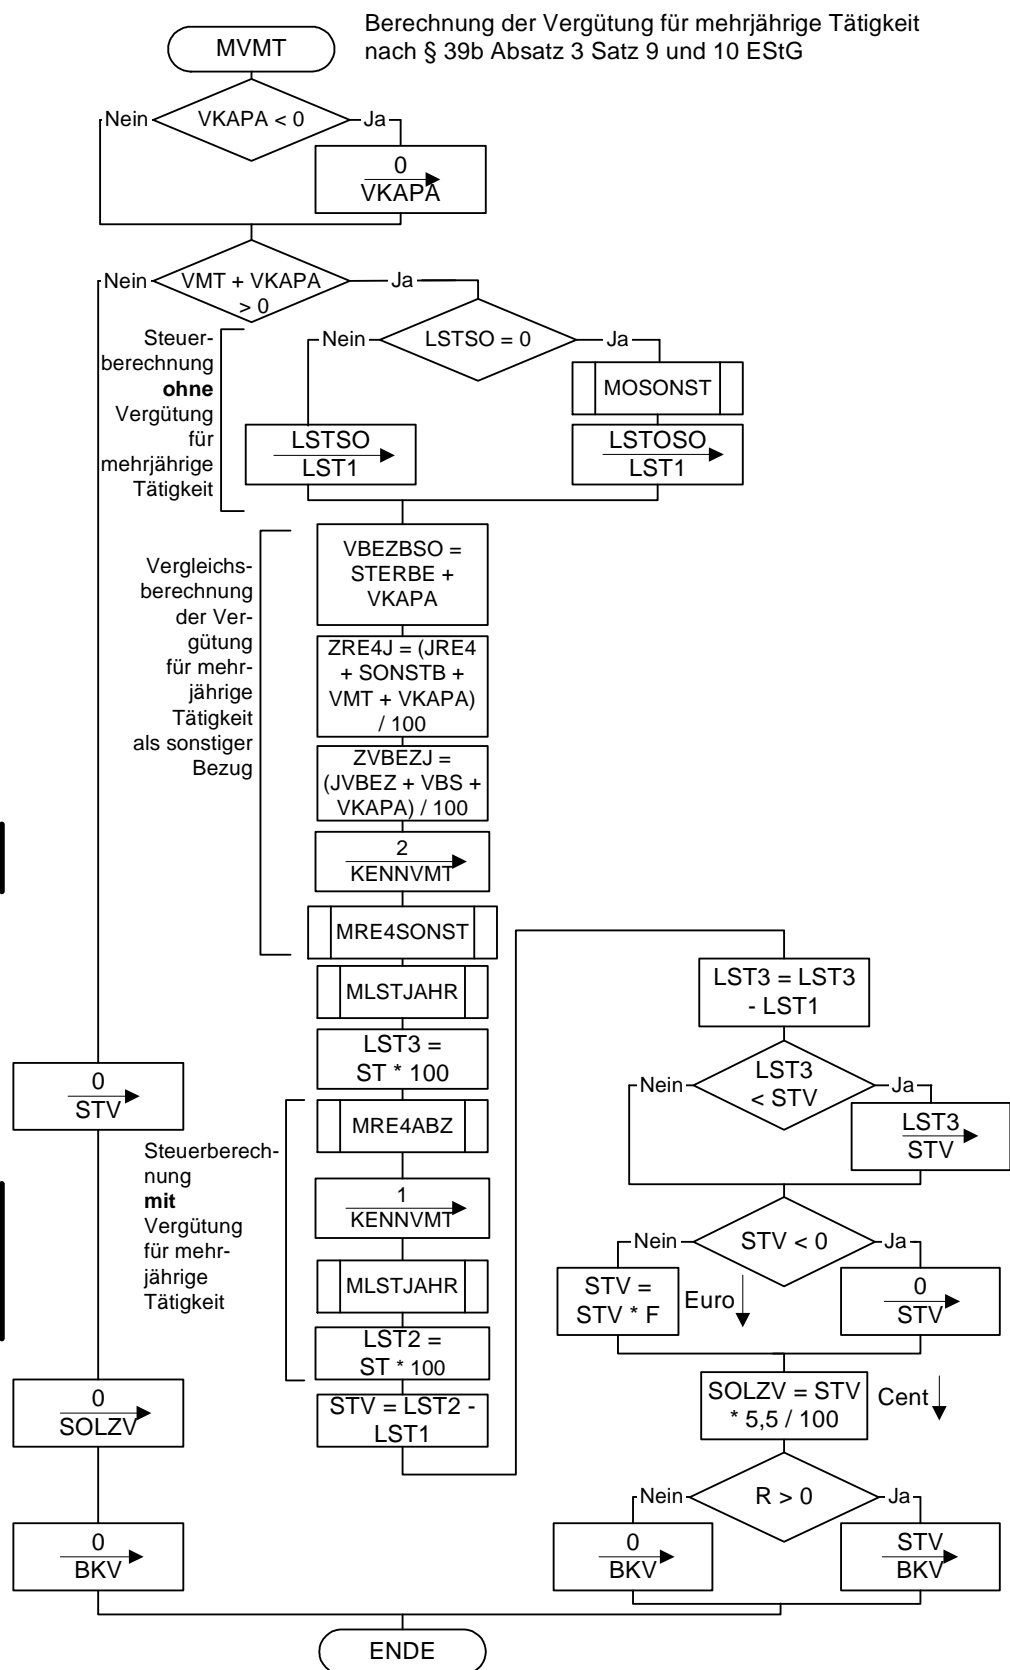 Berechnung der Vergütung für mehrjährige Tätigkeit
nach § 39b Absatz 3 Satz 9 und 10 EStG
MVMT
Nein
VKAPA < 0
Ja
0
VKAPA
Nein
VMT + VKAPA
> 0
Ja
Nein
LSTSO = 0
Ja
Steuer-
berechnung
ohne
Vergütung
für
mehrjährige
Tätigkeit
MOSONST
LSTSO
LST1
LSTOSO
LST1
Vergleichs-
berechnung
der Ver-
gütung
für mehr-
jährige
Tätigkeit
als sonstiger
Bezug
VBEZBSO =
STERBE +
VKAPA
ZRE4J = (JRE4
+ SONSTB +
VMT + VKAPA)
/ 100
ZVBEZJ =
(JVBEZ + VBS +
VKAPA) / 100
2
KENNVMT
MRE4SONST
MLSTJAHR
LST3 =
ST * 100
Steuerberech-
nung
mit
Vergütung
für mehr-
jährige
Tätigkeit
MRE4ABZ
1
KENNVMT
MLSTJAHR
LST2 =
ST * 100
STV = LST2 -
LST1
0
STV
0
SOLZV
0
BKV
LST3 = LST3
- LST1
Nein
LST3
< STV
Ja
LST3
STV
Nein
STV < 0
Ja
STV =
STV * F
Euro
0
STV
SOLZV = STV
* 5,5 / 100
Cent
Nein
R > 0
Ja
0
BKV
STV
BKV
ENDE